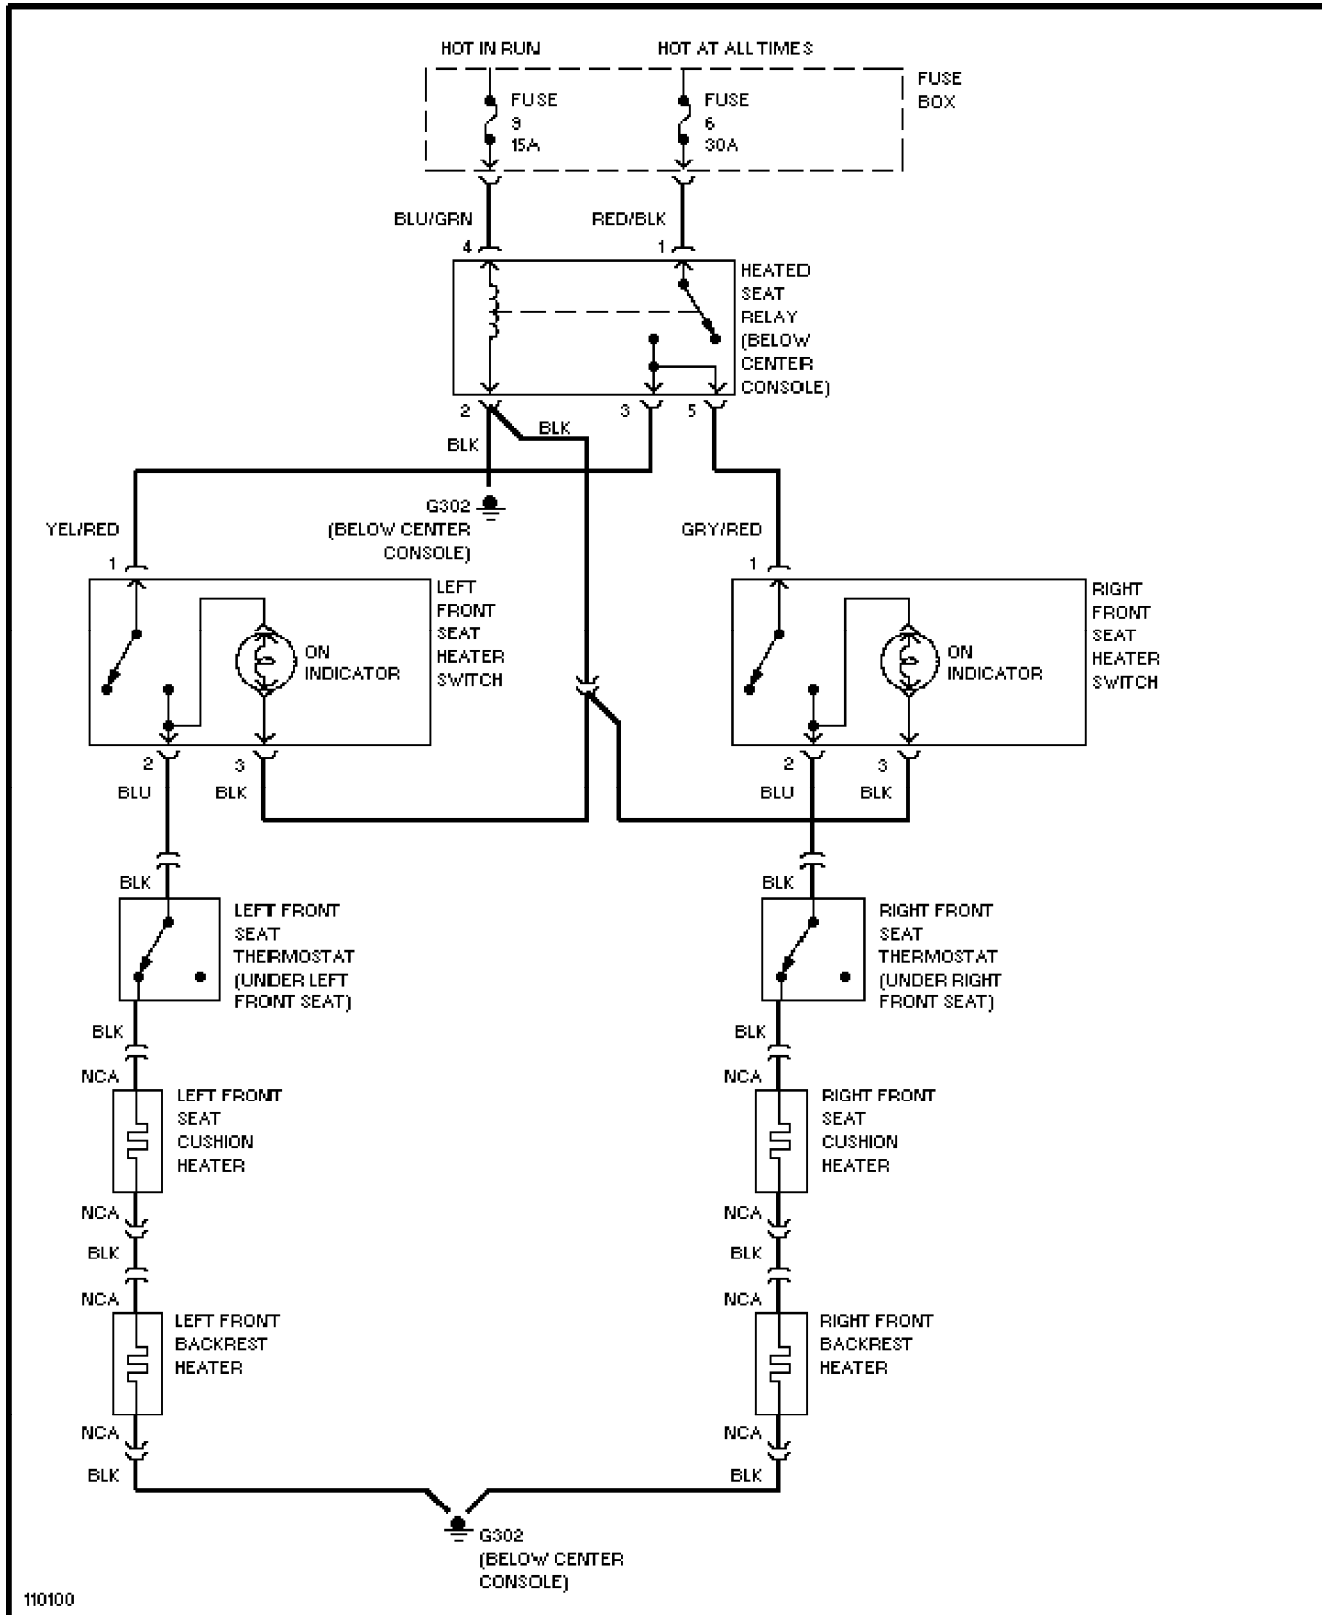 HOT IN RUN
HOT AT ALL TIMES
FUSE
9
15A
FUSE
6
30A
FUSE
BOX
BLU/GRN
RED/BLK
4
1
HEATED
SEAT
RELAY
(BELOW
CENTER
CONSOLE)
2
3
5
BLK
BLK
G302
(BELOW CENTER
CONSOLE)
YEL/RED
GRY/RED
1
1
LEFT
FRONT
SEAT
HEATER
SWITCH
ON
INDICATOR
RIGHT
FRONT
SEAT
HEATER
SWITCH
ON
INDICATOR
2
3
2
3
BLU
BLK
BLU
BLK
BLK
BLK
LEFT FRONT
SEAT
THERMOSTAT
(UNDER LEFT
FRONT SEAT)
RIGHT FRONT
SEAT
THERMOSTAT
(UNDER RIGHT
FRONT SEAT)
BLK
BLK
NCA
NCA
LEFT FRONT
SEAT
CUSHION
HEATER
RIGHT FRONT
SEAT
CUSHION
HEATER
NCA
NCA
BLK
BLK
NCA
NCA
LEFT FRONT
BACKREST
HEATER
RIGHT FRONT
BACKREST
HEATER
NCA
NCA
BLK
BLK
G302
(BELOW CENTER
CONSOLE)
110100